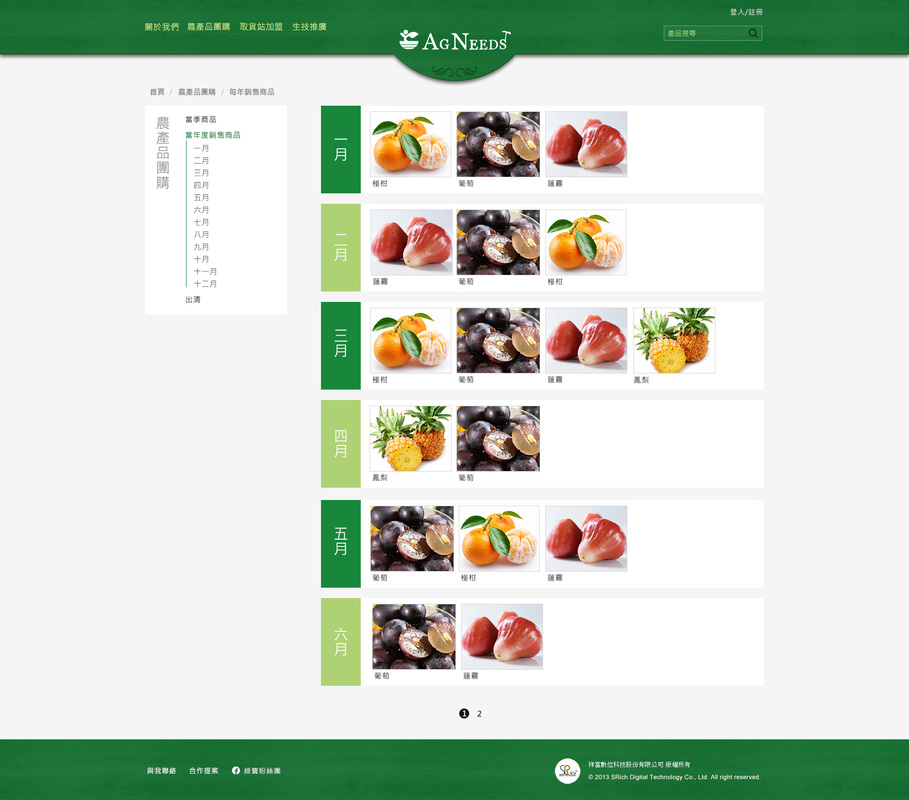 登入/註冊
關於我們 農產品團購 取貨站加盟 生技推廣
AG NEEDS
產品搜尋
首頁 / 農產品團購 / 每年銷售商品
農產品團購
當季商品
當年度銷售商品
一月
二月
三月
四月
五月
六月
七月
八月
九月
十月
十一月
十二月
出清
一月
椪柑 葡萄 蓮霧
二月
蓮霧 葡萄 椪柑
三月
椪柑 葡萄 蓮霧 鳳梨
四月
鳳梨 葡萄
五月
葡萄 椪柑 蓮霧
六月
葡萄 蓮霧
1 2
與我聯絡 合作提案 綠寶粉絲團
祥富數位科技股份有限公司 版權所有
© 2013 SRich Digital Technology Co., Ltd. All right reserved.